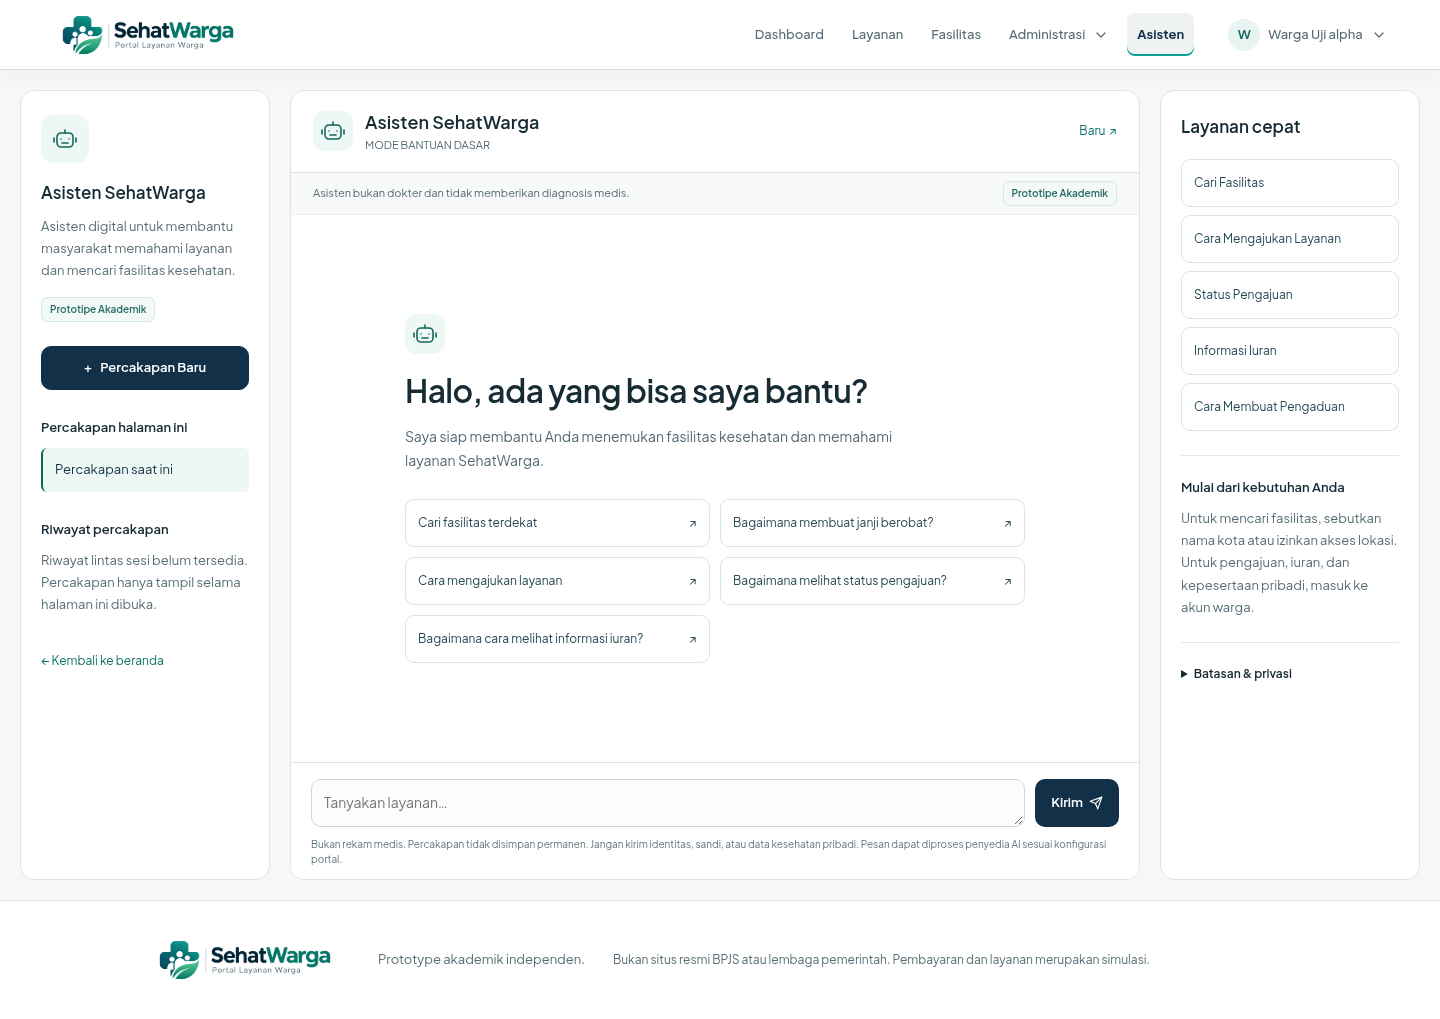 SehatWarga
Portal Layanan Warga
Dashboard
Layanan
Fasilitas
Administrasi
Asisten
W
Warga Uji alpha
Asisten SehatWarga
Asisten digital untuk membantu
masyarakat memahami layanan
dan mencari fasilitas kesehatan.
Prototipe Akademik
+ Percakapan Baru
Percakapan halaman ini
Percakapan saat ini
Riwayat percakapan
Riwayat lintas sesi belum tersedia.
Percakapan hanya tampil selama
halaman ini dibuka.
← Kembali ke beranda
Asisten SehatWarga
MODE BANTUAN DASAR
Baru ↗
Asisten bukan dokter dan tidak memberikan diagnosis medis.
Prototipe Akademik
Halo, ada yang bisa saya bantu?
Saya siap membantu Anda menemukan fasilitas kesehatan dan memahami
layanan SehatWarga.
Cari fasilitas terdekat ↗
Bagaimana membuat janji berobat? ↗
Cara mengajukan layanan ↗
Bagaimana melihat status pengajuan? ↗
Bagaimana cara melihat informasi iuran? ↗
Tanyakan layanan...
Kirim
Bukan rekam medis. Percakapan tidak disimpan permanen. Jangan kirim identitas, sandi, atau data kesehatan pribadi. Pesan dapat diproses penyedia AI sesuai konfigurasi
portal.
Layanan cepat
Cari Fasilitas
Cara Mengajukan Layanan
Status Pengajuan
Informasi Iuran
Cara Membuat Pengaduan
Mulai dari kebutuhan Anda
Untuk mencari fasilitas, sebutkan
nama kota atau izinkan akses lokasi.
Untuk pengajuan, iuran, dan
kepesertaan pribadi, masuk ke
akun warga.
▶ Batasan & privasi
SehatWarga
Portal Layanan Warga
Prototype akademik independen.
Bukan situs resmi BPJS atau lembaga pemerintah. Pembayaran dan layanan merupakan simulasi.